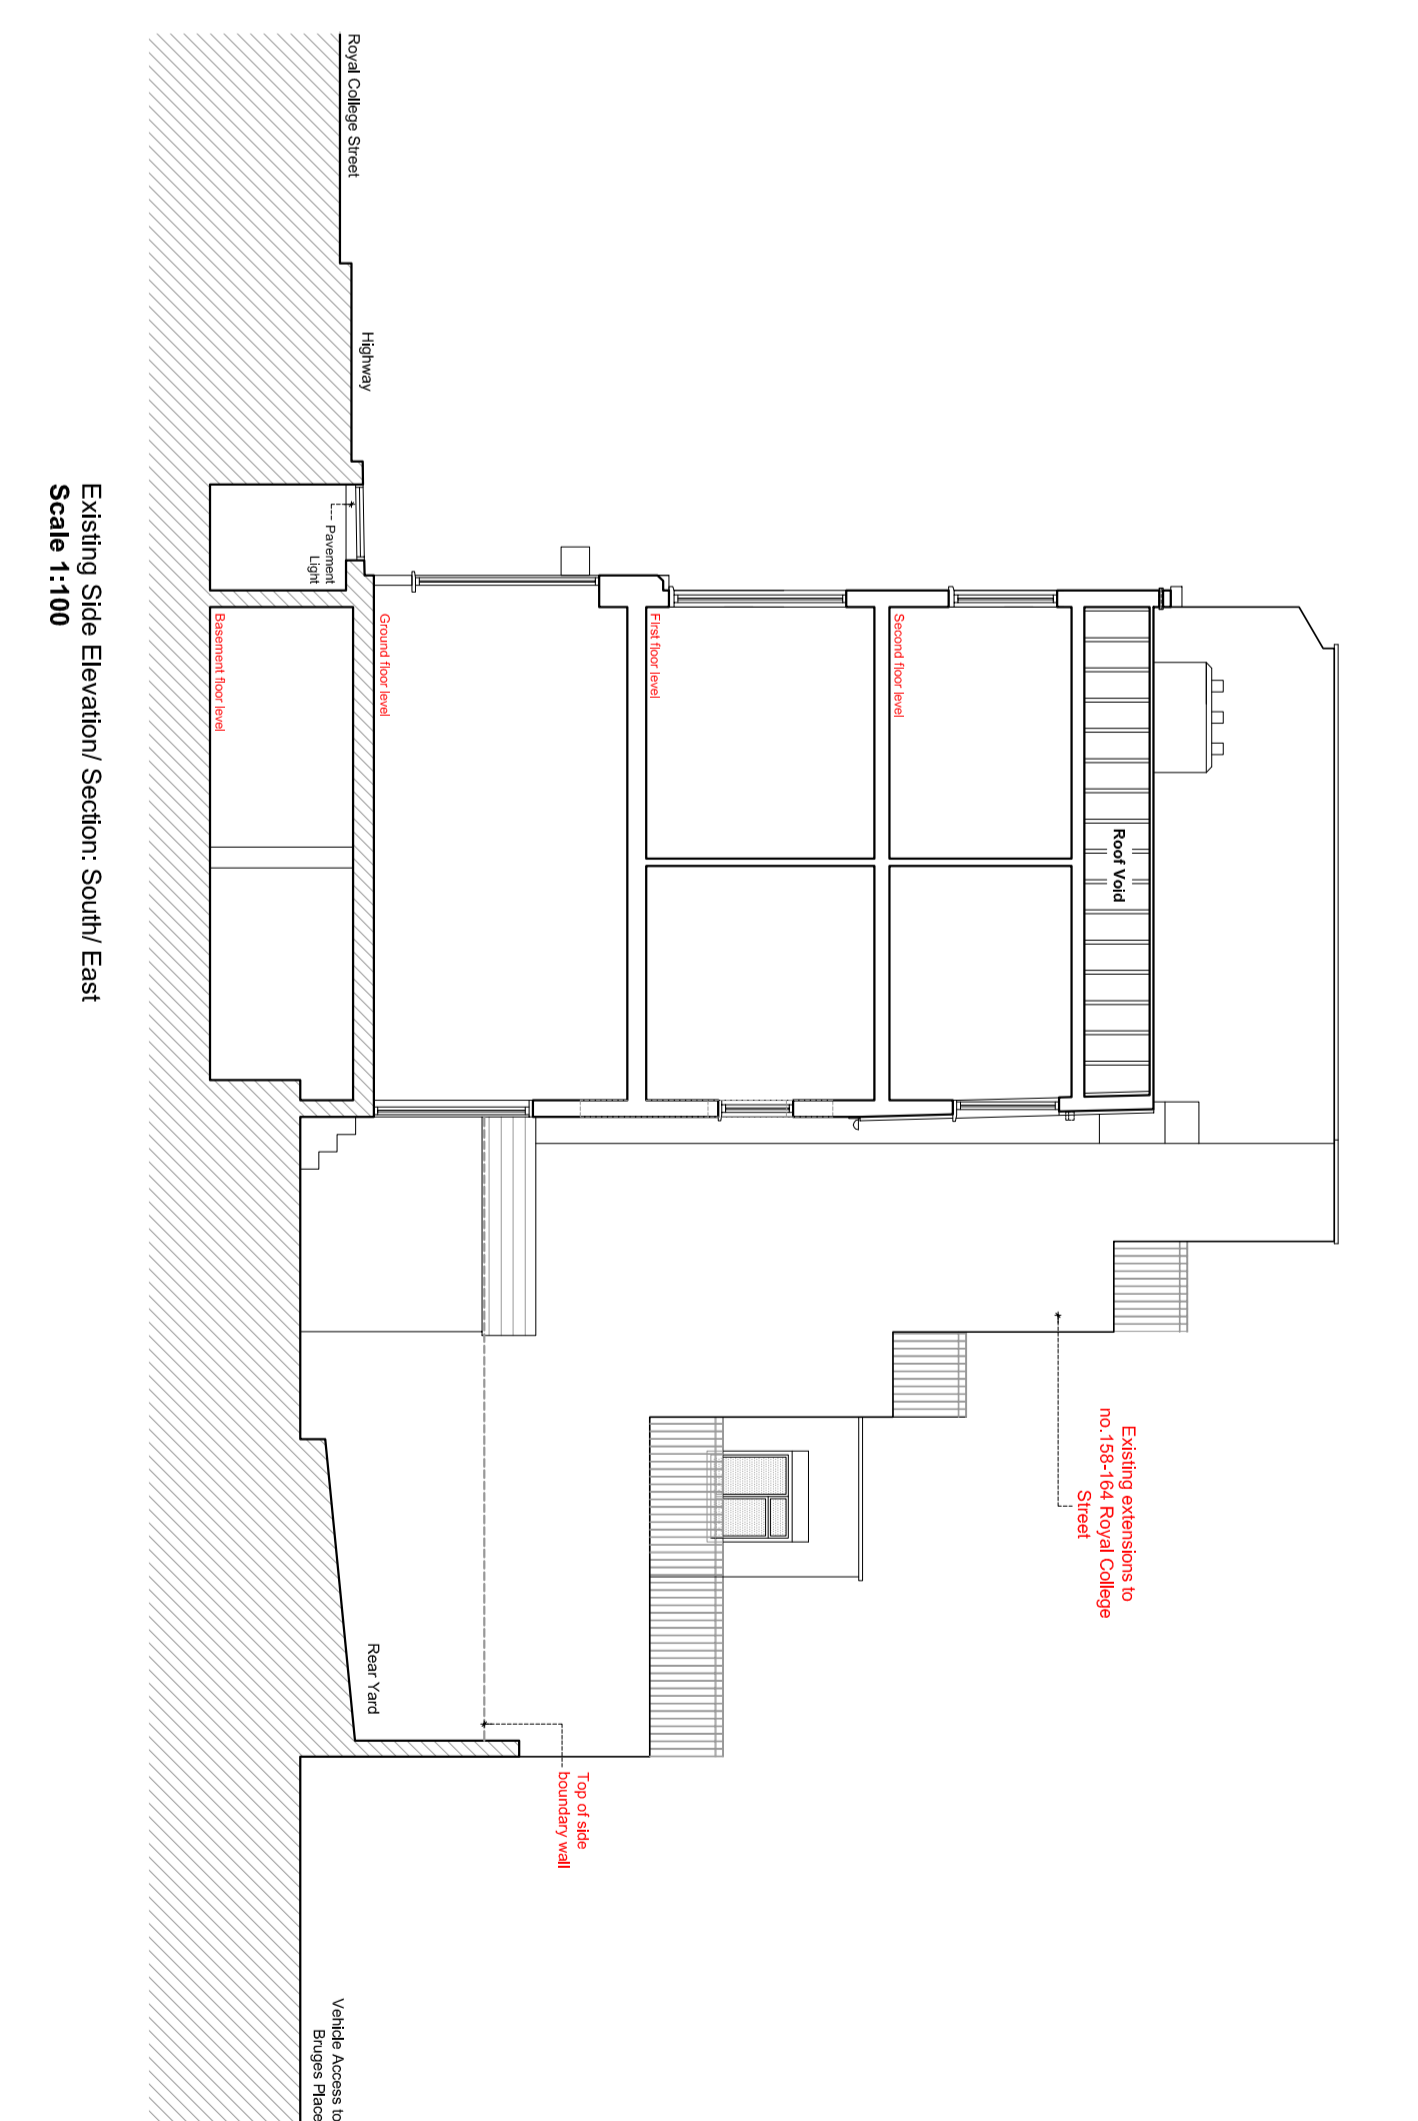 Existing extensions to
no.158-164 Royal College
Street
Roof Void
Second floor level
First floor level
Top of side
boundary wall
Ground floor level
Royal College Street
Highway
Pavement
Light
Rear Yard
Vehicle Access to
Bruges Place
Basement floor level
Existing Side Elevation/ Section: South/ East
Scale 1:100